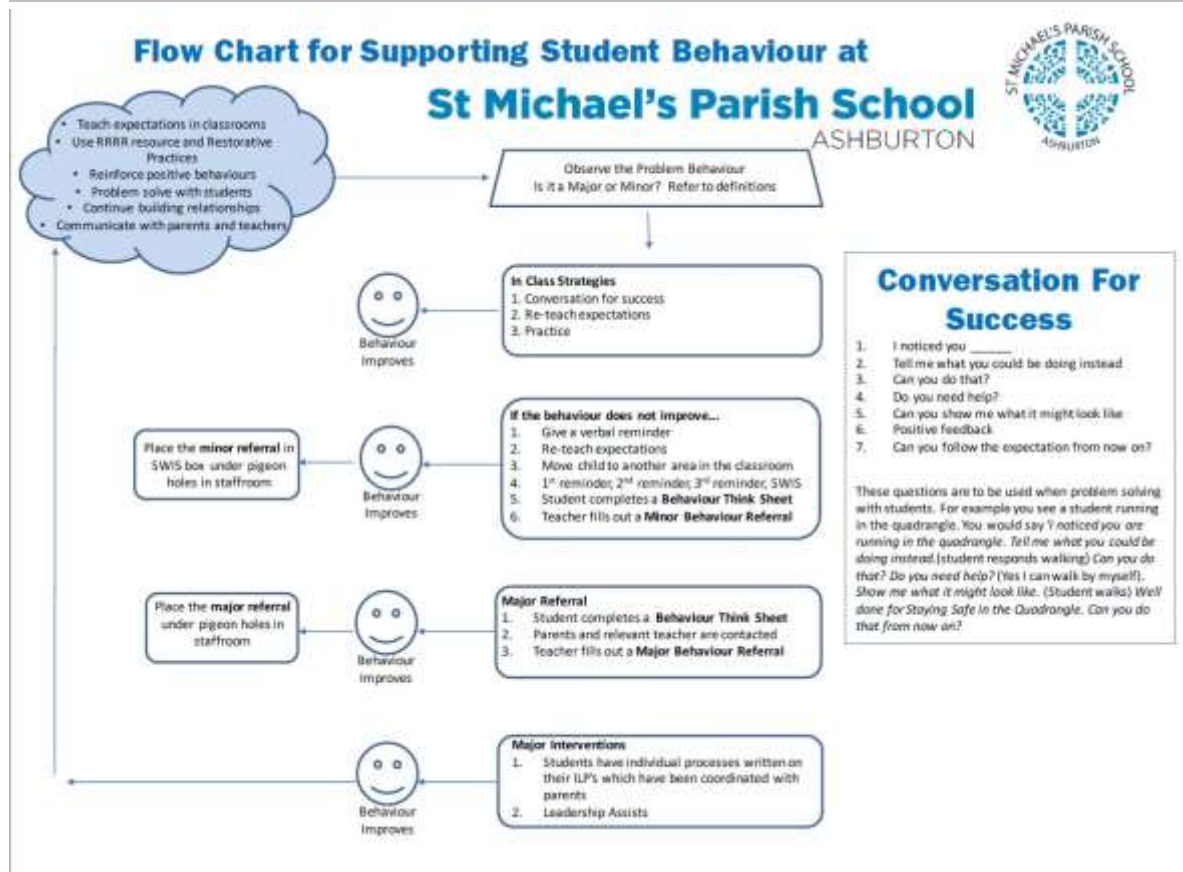 Flow Chart for Supporting Student Behaviour at
St Michael's Parish School
ASHBURTON
ST MICHAEL'S PARISH SCHOOL
ASHBURTON
• Teach expectations in classrooms
• Use RRRR resource and Restorative
Practices
• Reinforce positive behaviours
• Problem solve with students
• Continue building relationships
• Communicate with parents and teachers
Observe the Problem Behaviour
Is it a Major or Minor? Refer to definitions
In Class Strategies
1. Conversation for success
2. Re-teach expectations
3. Practice
Behaviour
Improves
If the behaviour does not improve...
1. Give a verbal reminder
2. Re-teach expectations
3. Move child to another area in the classroom
4. 1st reminder, 2nd reminder, 3rd reminder, SWIS
5. Student completes a Behaviour Think Sheet
6. Teacher fills out a Minor Behaviour Referral
Behaviour
Improves
Place the minor referral in
SWIS box under pigeon
holes in staffroom
Major Referral
1. Student completes a Behaviour Think Sheet
2. Parents and relevant teacher are contacted
3. Teacher fills out a Major Behaviour Referral
Behaviour
Improves
Place the major referral
under pigeon holes in
staffroom
Major Interventions
1. Students have individual processes written on
their ILP's which have been coordinated with
parents
2. Leadership Assists
Behaviour
Improves
Conversation For
Success
1. I noticed you ______
2. Tell me what you could be doing instead
3. Can you do that?
4. Do you need help?
5. Can you show me what it might look like
6. Positive feedback
7. Can you follow the expectation from now on?
These questions are to be used when problem solving
with students. For example you see a student running
in the quadrangle. You would say 'I noticed you are
running in the quadrangle. Tell me what you could be
doing instead.(student responds walking) Can you do
that? Do you need help? (Yes I can walk by myself).
Show me what it might look like. (Student walks) Well
done for Staying Safe in the Quadrangle. Can you do
that from now on?